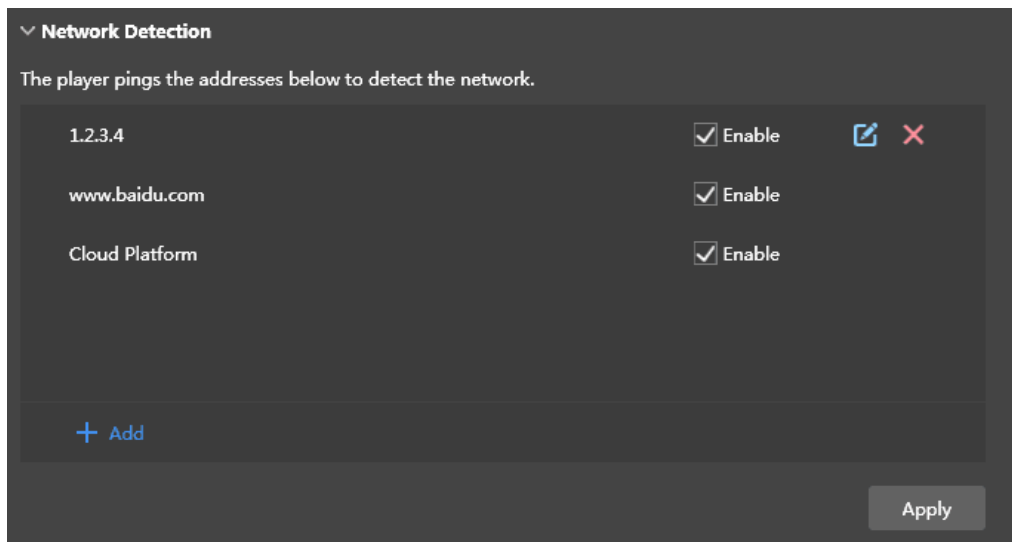 Network Detection
The player pings the addresses below to detect the network.
1.2.3.4 Enable
www.baidu.com Enable
Cloud Platform Enable
Add
Apply